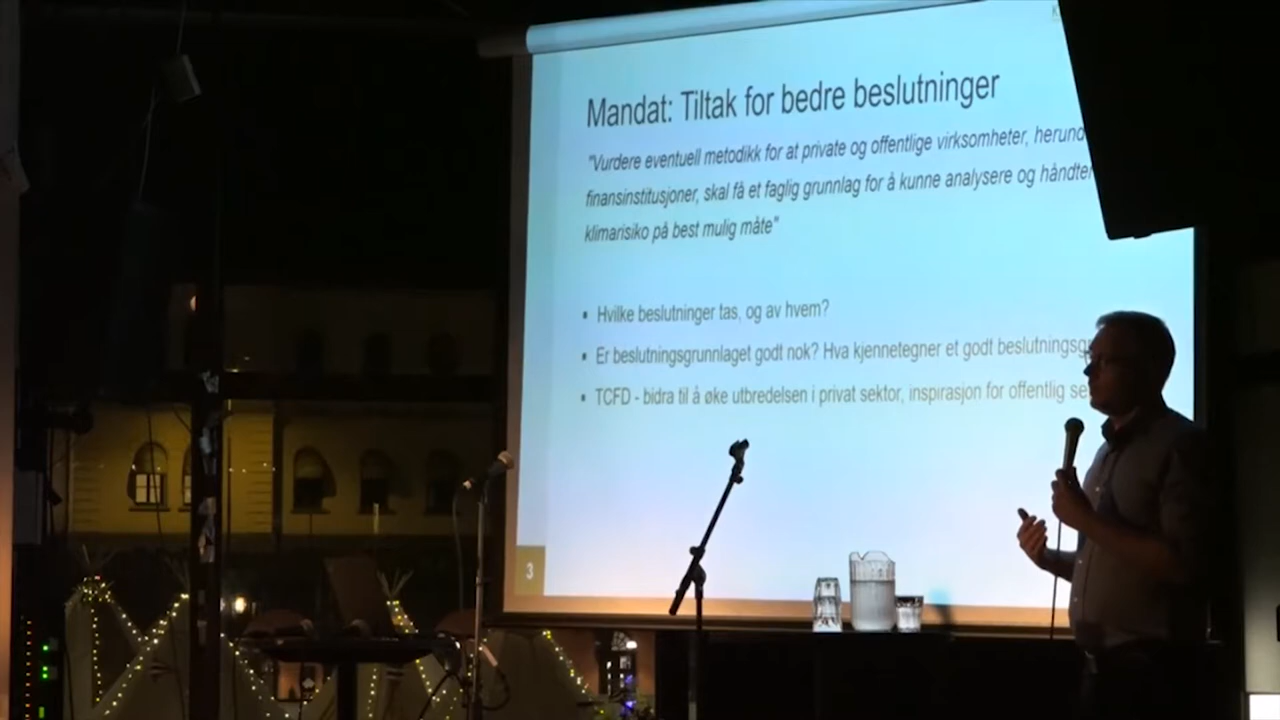 Mandat: Tiltak for bedre beslutninger
"Vurdere eventuell metodikk for at private og offentlige virksomheter, herund
finansinstitusjoner, skal få et faglig grunnlag for å kunne analysere og håndter
klimarisiko på best mulig måte"
▪ Hvilke beslutninger tas, og av hvem?
▪ Er beslutningsgrunnlaget godt nok? Hva kjennetegner et godt beslutningsg
▪ TCFD - bidra til å øke utbredelsen i privat sektor, inspirasjon for offentlig se
3